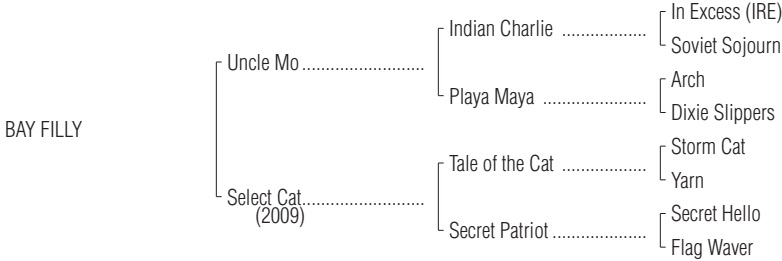 In Excess (IRE)
Indian Charlie ..................
Soviet Sojourn
Uncle Mo ..........................
Arch
Playa Maya ......................
Dixie Slippers
BAY FILLY
Storm Cat
Tale of the Cat ..................
Yarn
Select Cat..........................
(2009)
Secret Hello
Secret Patriot ....................
Flag Waver